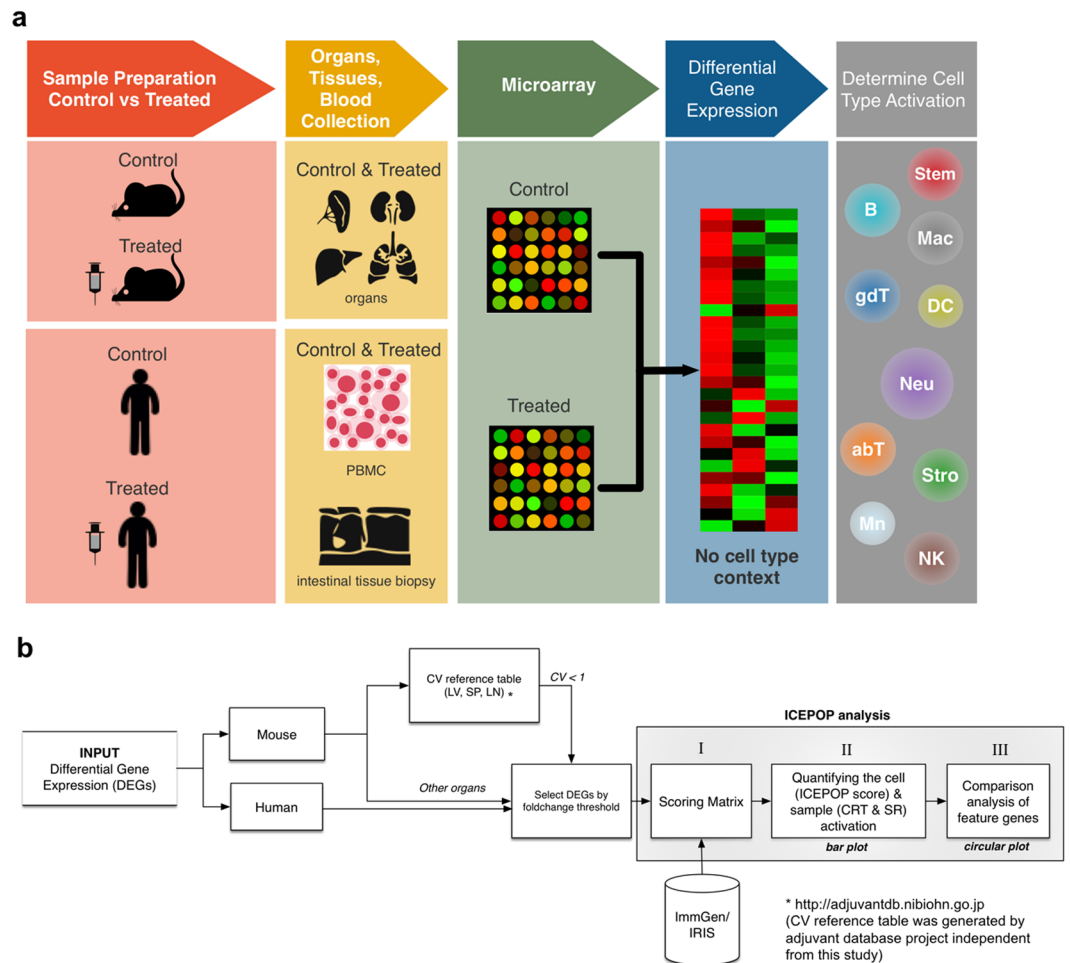 a
Sample Preparation
Control vs Treated
Organs,
Tissues,
Blood
Collection
Microarray
Differential
Gene
Expression
Determine Cell
Type Activation
Control
Treated
Control
Treated
Control & Treated
organs
Control & Treated
PBMC
intestinal tissue biopsy
Control
Treated
No cell type
context
Stem
B
Mac
gdT
DC
Neu
abT
Stro
Mn
NK
b
INPUT
Differential Gene
Expression (DEGs)
Mouse
Human
CV reference table
(LV, SP, LN) *
CV < 1
Other organs
Select DEGs by
foldchange threshold
ICEPOP analysis
I
Scoring Matrix
II
Quantifying the cell
(ICEPOP score) &
sample (CRT & SR)
activation
bar plot
III
Comparison
analysis of
feature genes
circular plot
ImmGen/
IRIS
* http://adjuvantdb.nibiohn.go.jp
(CV reference table was generated by
adjuvant database project independent
from this study)